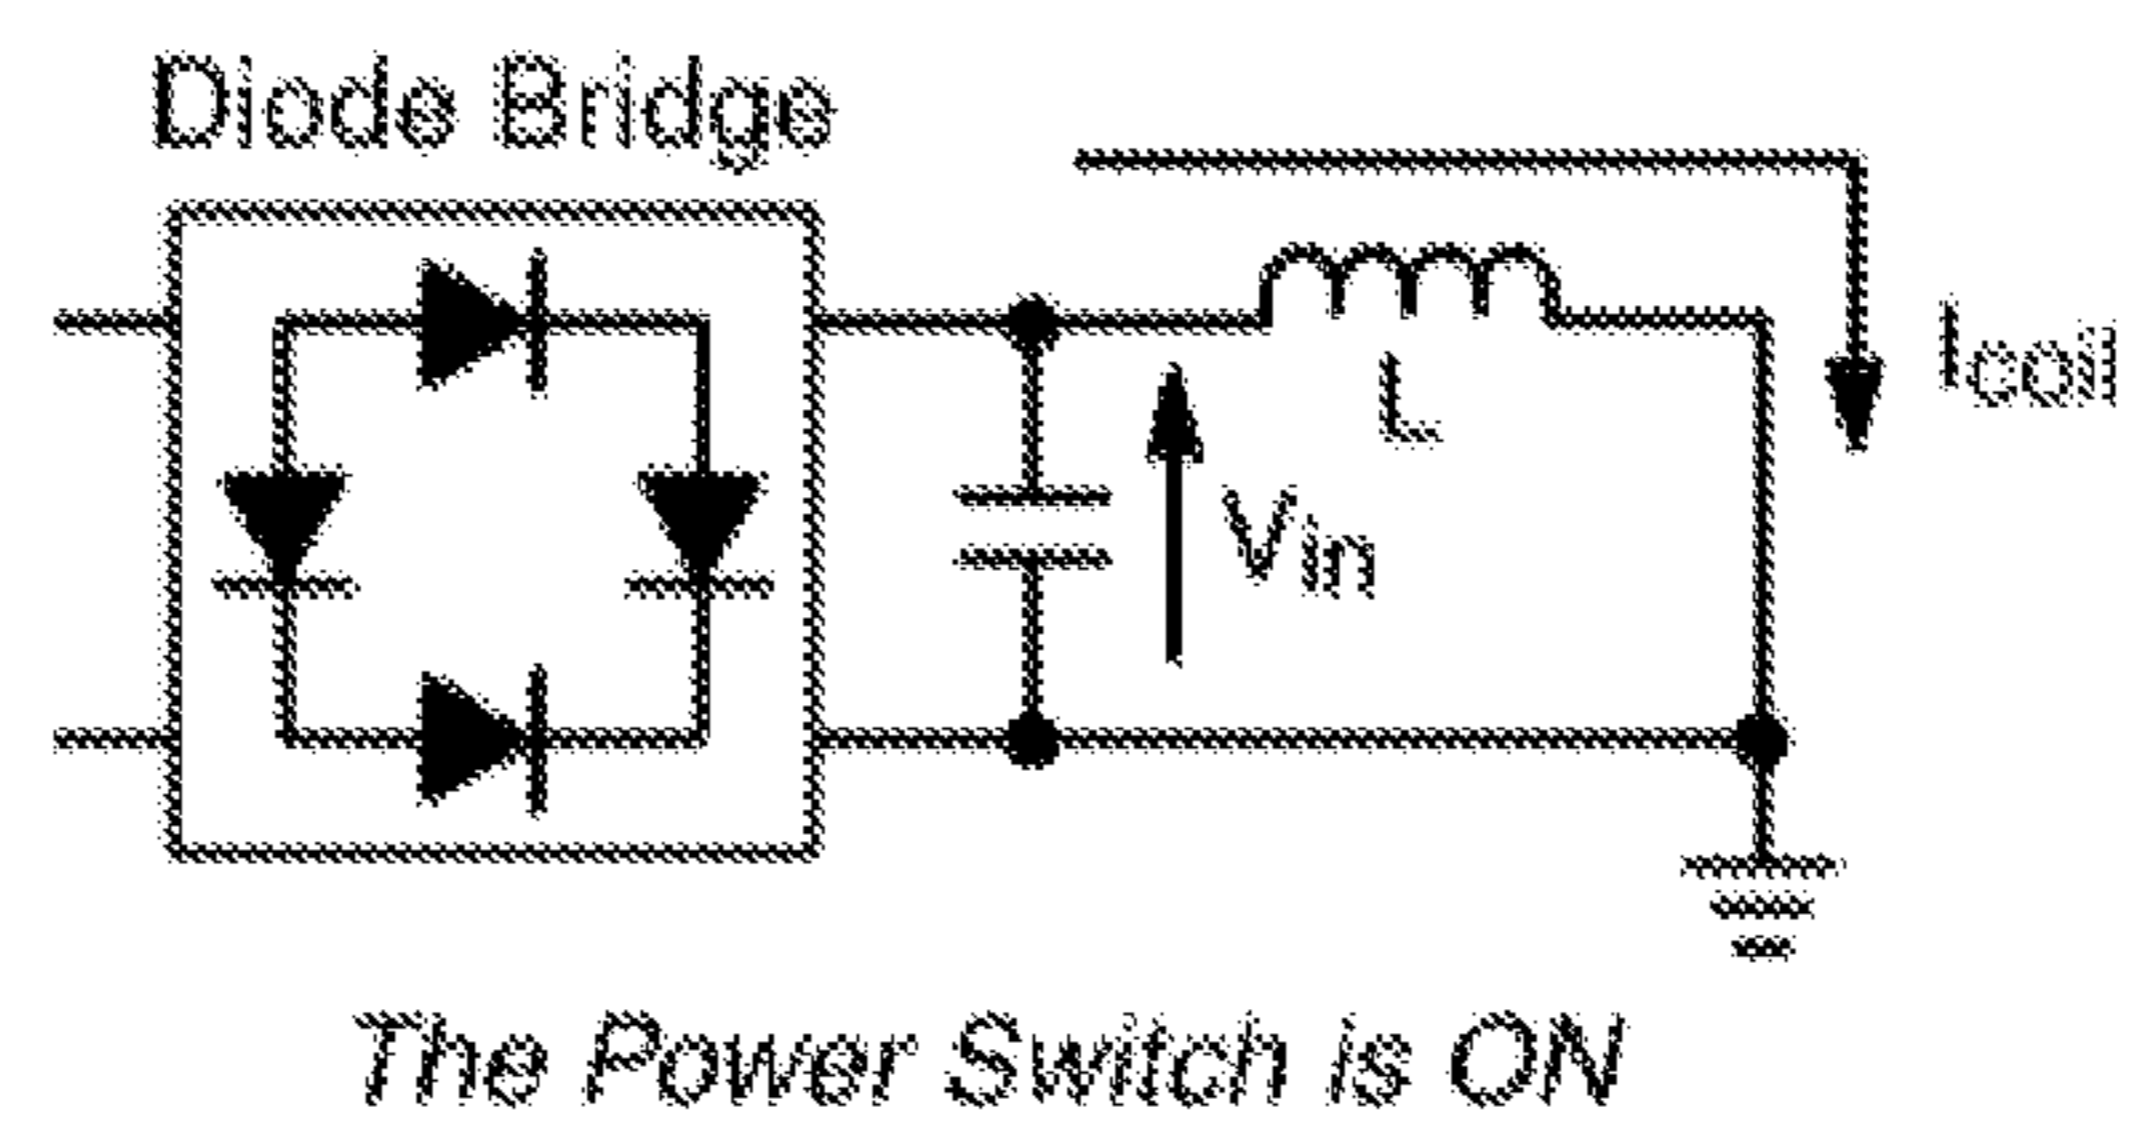 Diode Bridge
Icoil
L
Vin
The Power Switch is ON